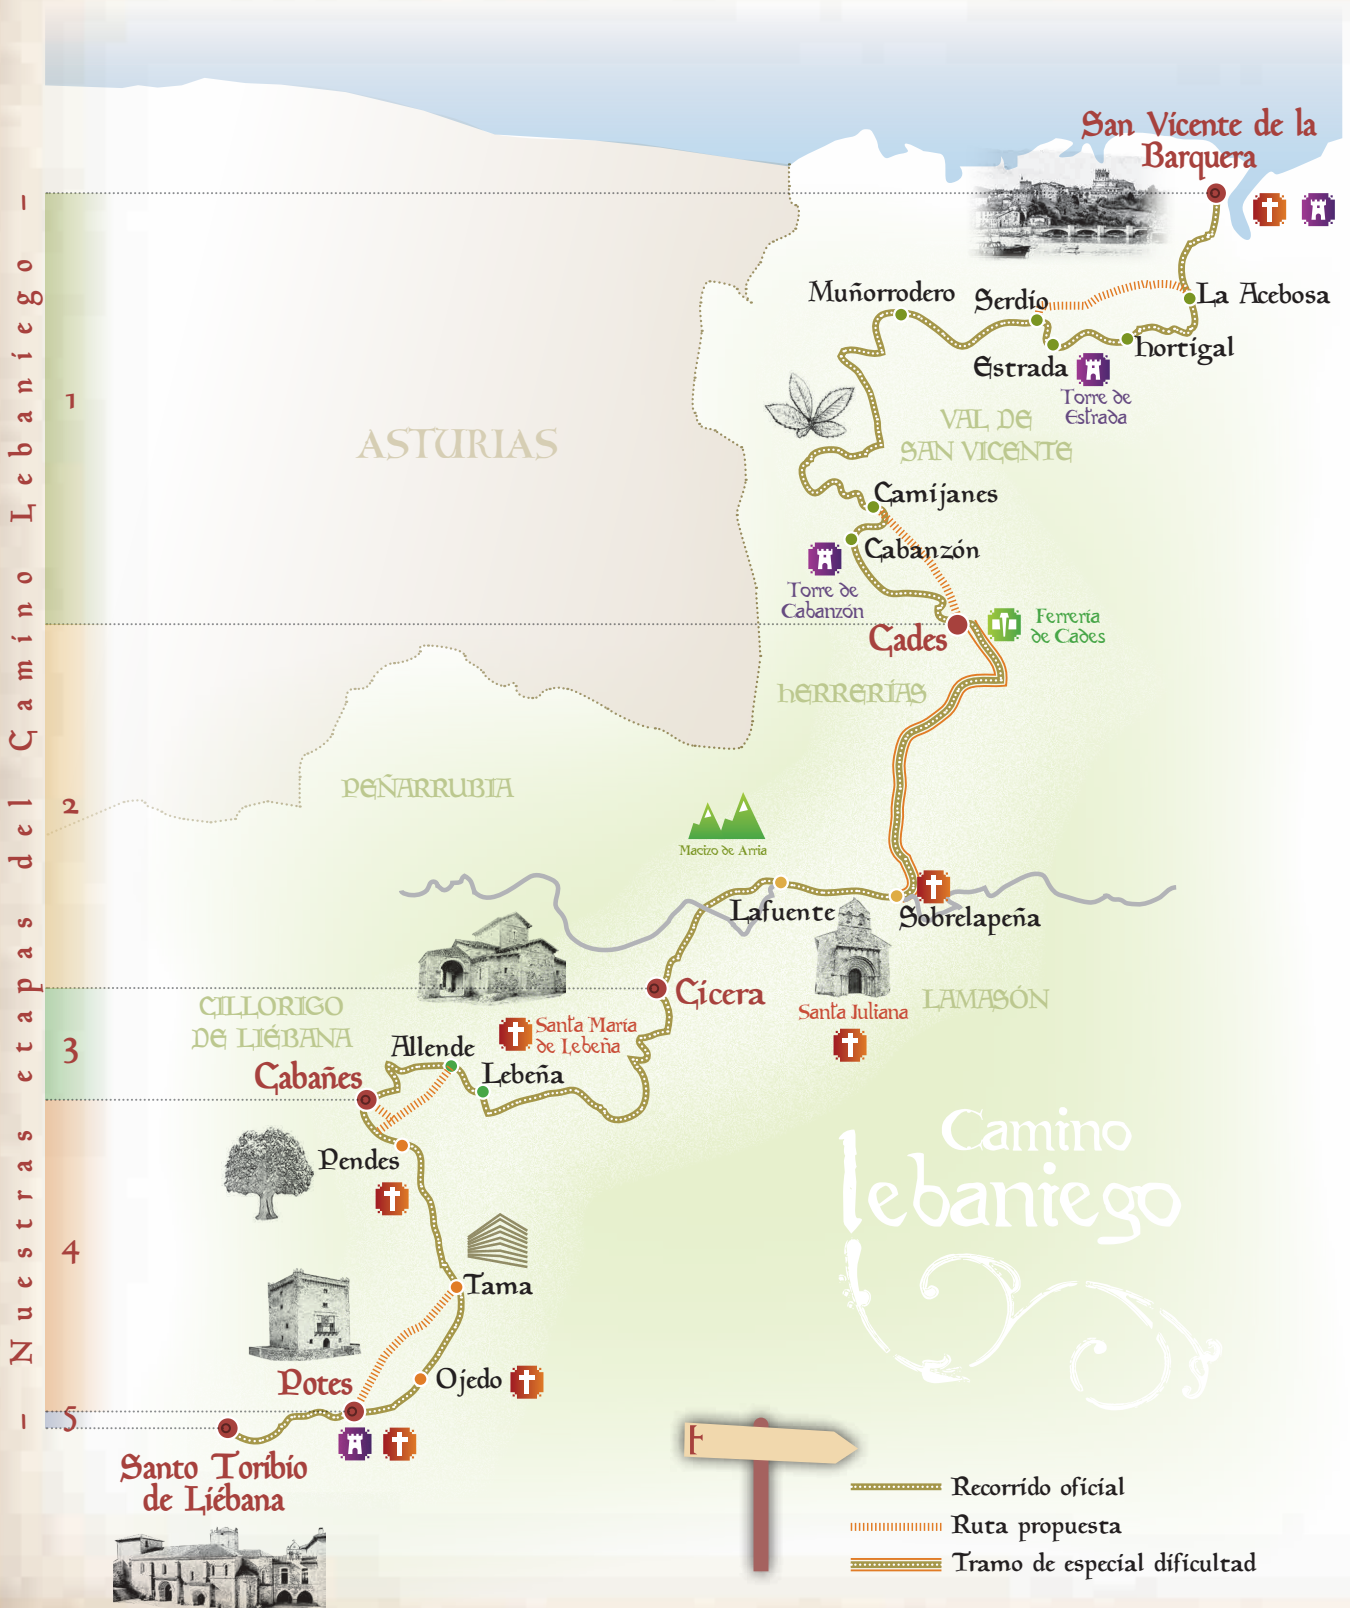 San Vicente de la
Barquera
La Acebosa
Serdio
Muñorrodero
Hortigal
Estrada
Torre de
Estrada
VAL DE
SAN VICENTE
ASTURIAS
Camijanes
Cabanzón
Torre de
Cabanzón
Cades
Ferrería
de Cades
HERRERÍAS
PEÑARRUBIA
Macizo de Arria
Lafuente
Sobrelapeña
Santa Juliana
LAMASÓN
Cicera
CILLORIGO
DE LIÉBANA
Santa María
de Lebeña
Allende
Lebeña
Cabañes
Pendes
Tama
Ojedo
Potes
Santo Toribio
de Liébana
Nuestras etapas del Camino Lebaniego
1
2
3
4
5
Camino
lebaniego
F
Recorrido oficial
Ruta propuesta
Tramo de especial dificultad